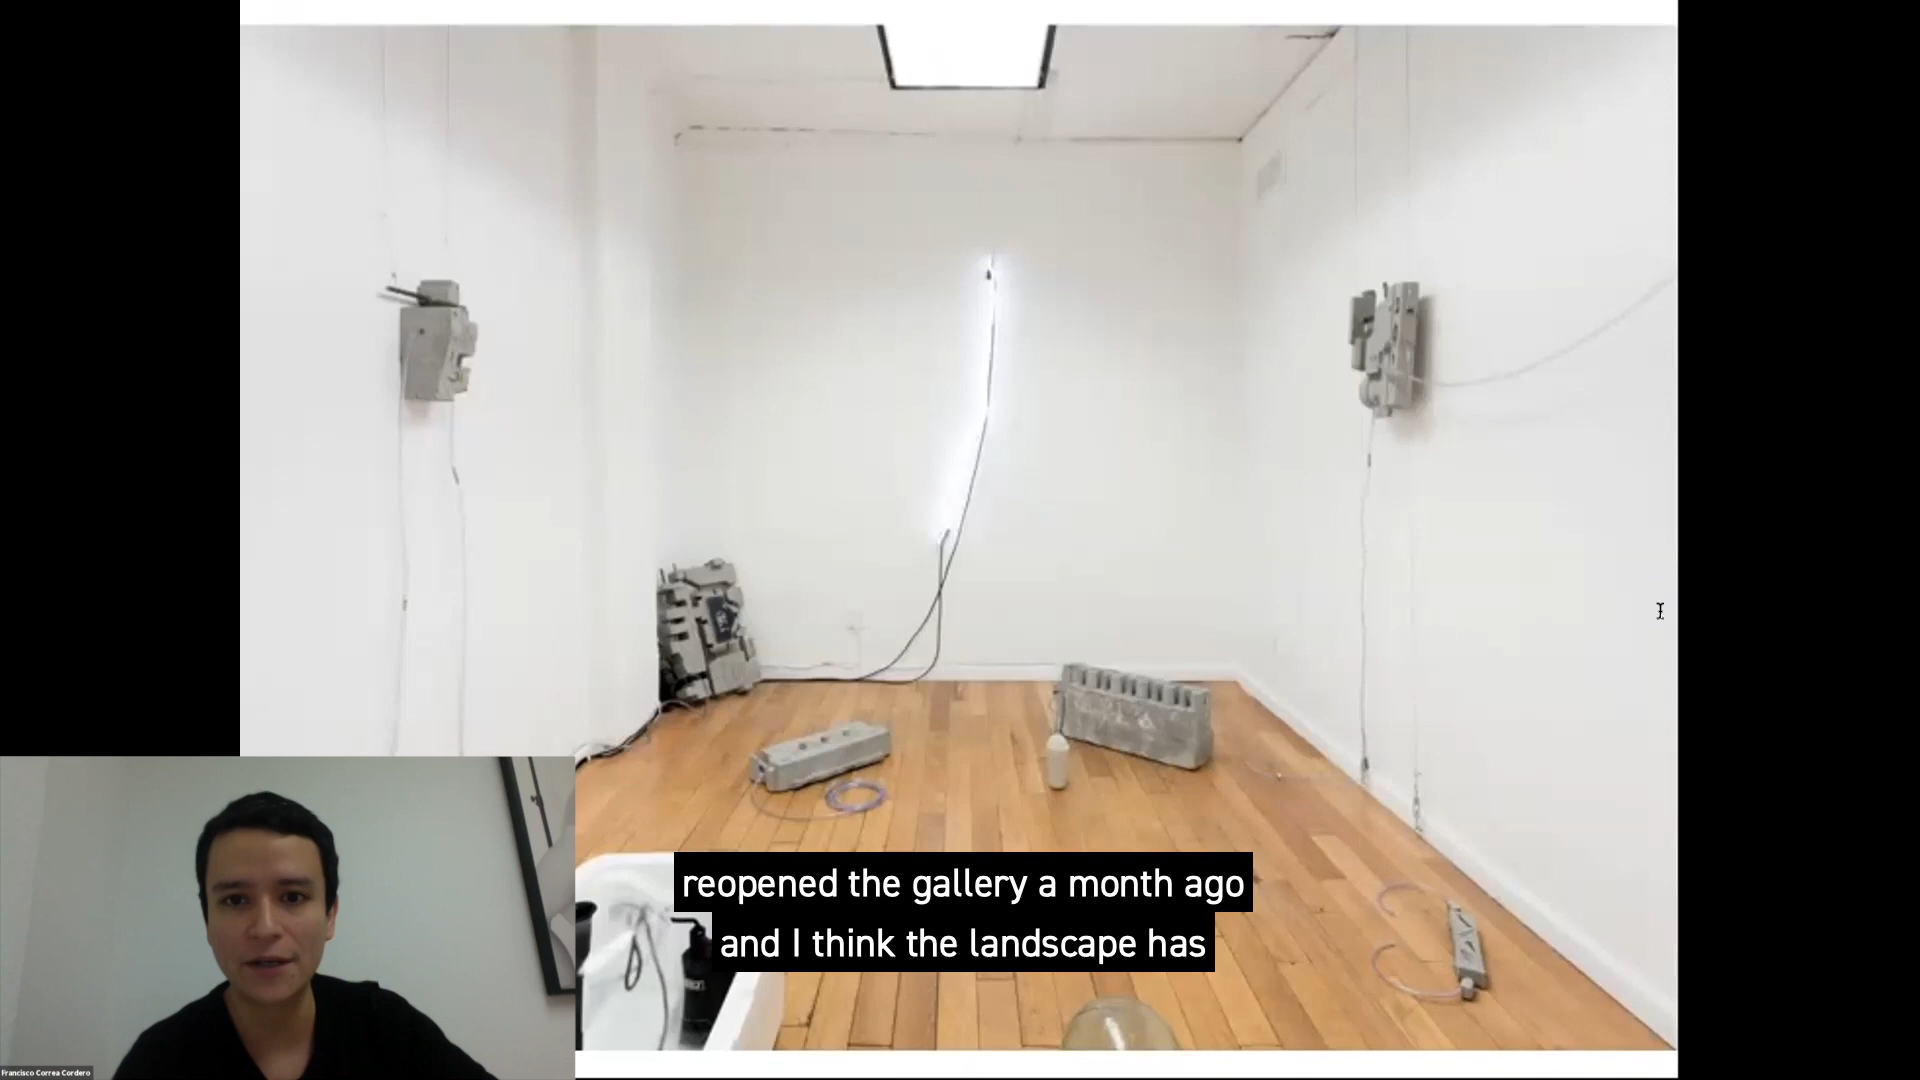 reopened the gallery a month ago
and I think the landscape has
Francisco Correa Cordero